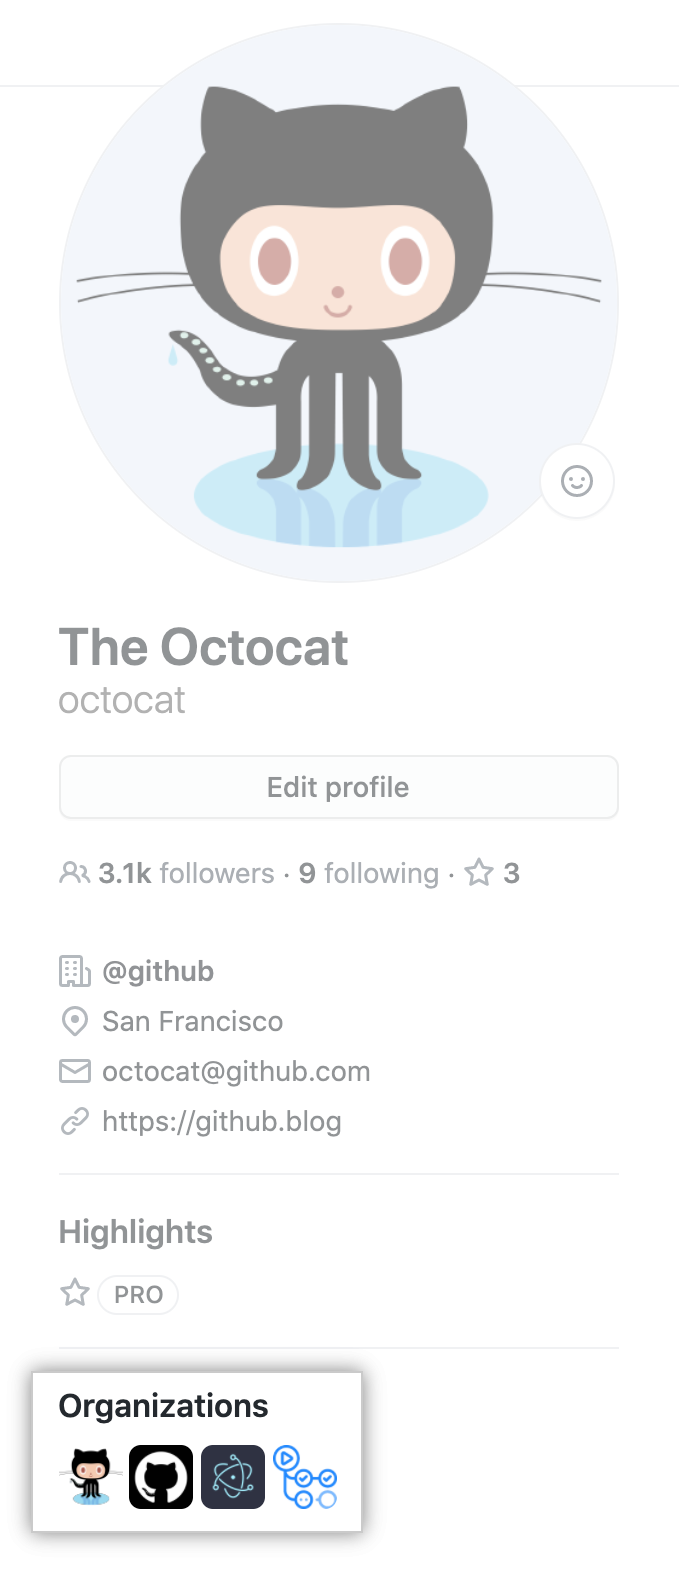 The Octocat
octocat
Edit profile
3.1k followers · 9 following · 3
@github
San Francisco
octocat@github.com
https://github.blog
Highlights
PRO
Organizations